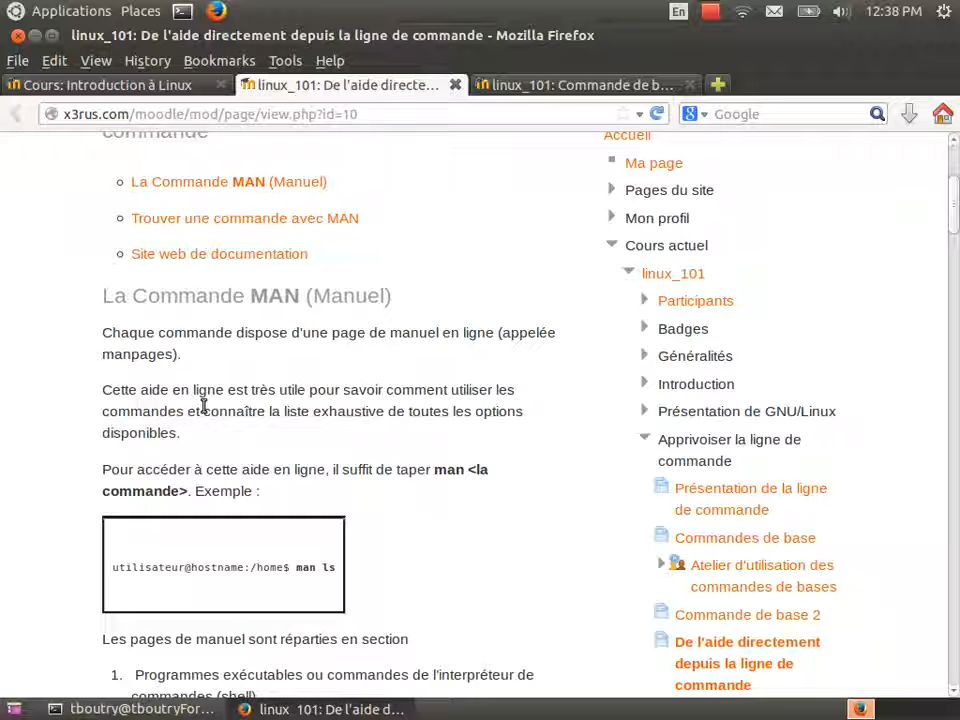 Applications Places En 12:38 PM
linux_101: De l'aide directement depuis la ligne de commande - Mozilla Firefox
File Edit View History Bookmarks Tools Help
Cours: Introduction à Linux linux_101: De l'aide directe... linux_101: Commande de b...
x3rus.com/moodle/mod/page/view.php?id=10 Google
commande
La Commande MAN (Manuel)
Trouver une commande avec MAN
Site web de documentation
La Commande MAN (Manuel)
Chaque commande dispose d'une page de manuel en ligne (appelée
manpages).
Cette aide en ligne est très utile pour savoir comment utiliser les
commandes et connaître la liste exhaustive de toutes les options
disponibles.
Pour accéder à cette aide en ligne, il suffit de taper man <la
commande>. Exemple :
utilisateur@hostname:/home$ man ls
Les pages de manuel sont réparties en section
1. Programmes exécutables ou commandes de l'interpréteur de
commandes (shell)
Accueil
Ma page
Pages du site
Mon profil
Cours actuel
linux_101
Participants
Badges
Généralités
Introduction
Présentation de GNU/Linux
Apprivoiser la ligne de
commande
Présentation de la ligne
de commande
Commandes de base
Atelier d'utilisation des
commandes de bases
Commande de base 2
De l'aide directement
depuis la ligne de
commande
tboutry@tboutryFor... linux_101: De l'aide d...